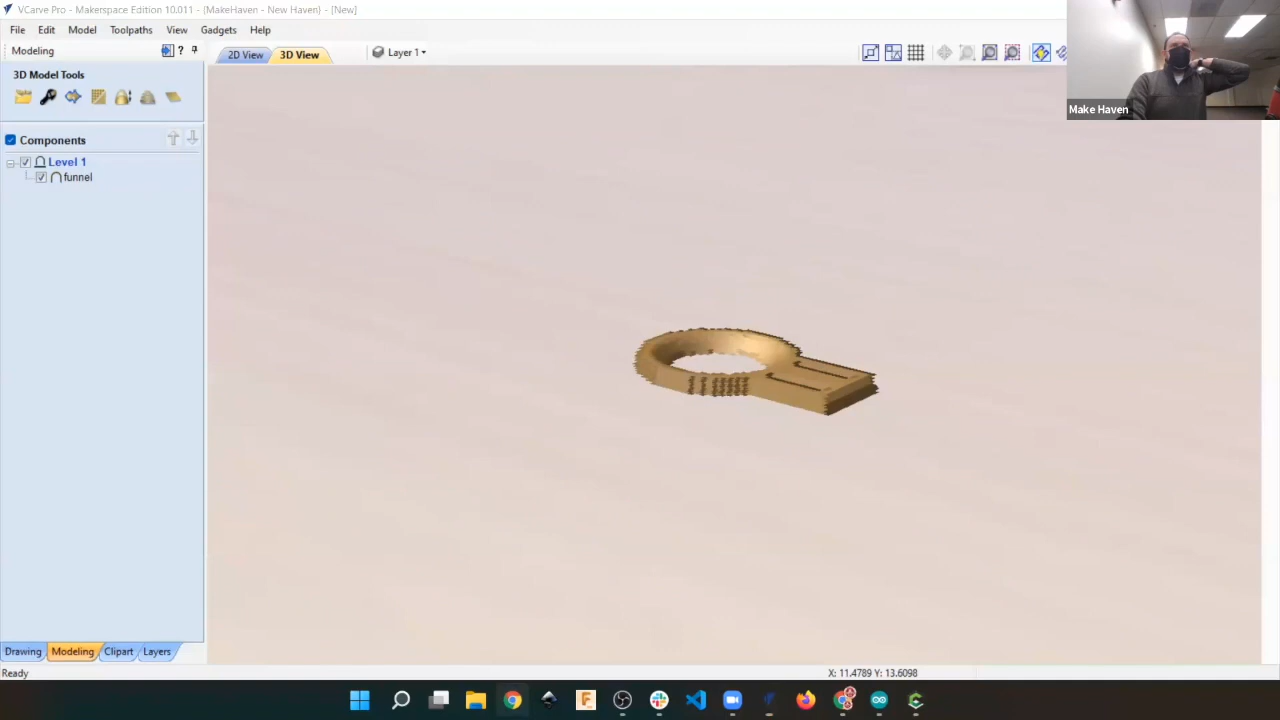 VCarve Pro - Makerspace Edition 10.011 - {MakeHaven - New Haven} - [New]
File Edit Model Toolpaths View Gadgets Help
Modeling ?
2D View 3D View Layer 1
3D Model Tools
Make Haven
Components
Level 1
funnel
Drawing Modeling Clipart Layers
Ready X: 11.4789 Y: 13.6098